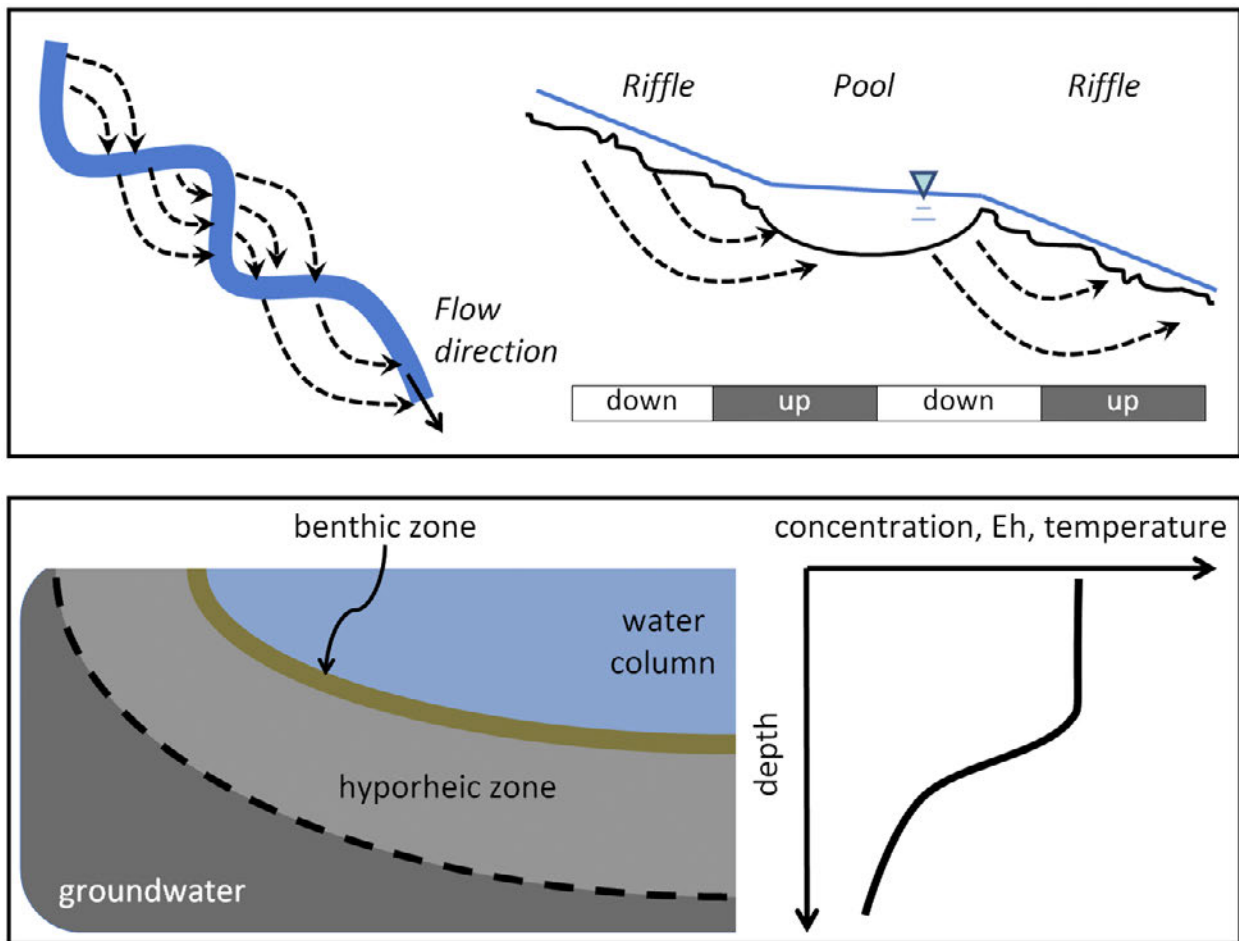 Riffle
Pool
Riffle
Flow
direction
down
up
down
up
benthic zone
water
column
hyporheic zone
groundwater
concentration, Eh, temperature
depth